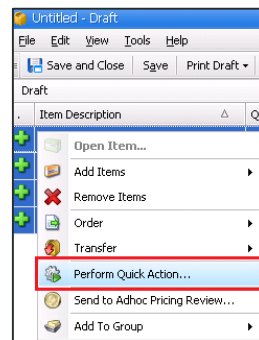 Untitled - Draft
File Edit View Tools Help
Save and Close Save Print Draft
Draft
. Item Description Q
Open Item...
Add Items
Remove Items
Order
Transfer
Perform Quick Action...
Send to Adhoc Pricing Review...
Add To Group